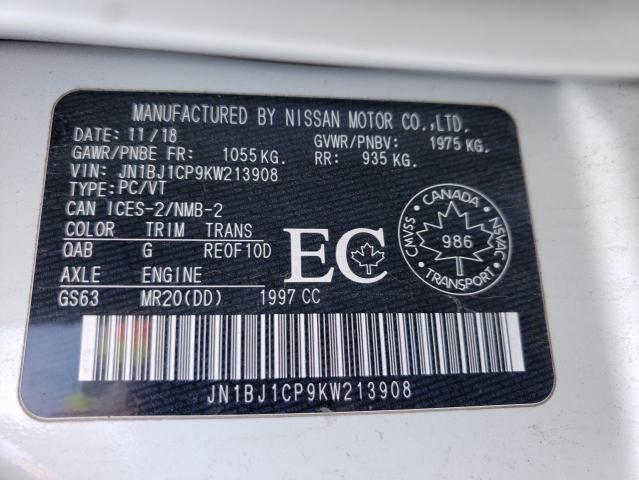 MANUFACTURED BY NISSAN MOTOR CO.,LTD.
DATE: 11/18 GVWR/PNBV: 1975 KG.
GAWR/PNBE FR: 1055 KG. RR: 935 KG.
VIN: JN1BJ1CP9KW213908
TYPE: PC/VT
CAN ICES-2/NMB-2
COLOR TRIM TRANS
QAB G RE0F10D
AXLE ENGINE
GS63 MR20(DD) 1997 CC
EC
CANADA
CMVSS 986 NSVAC
TRANSPORT
JN1BJ1CP9KW213908